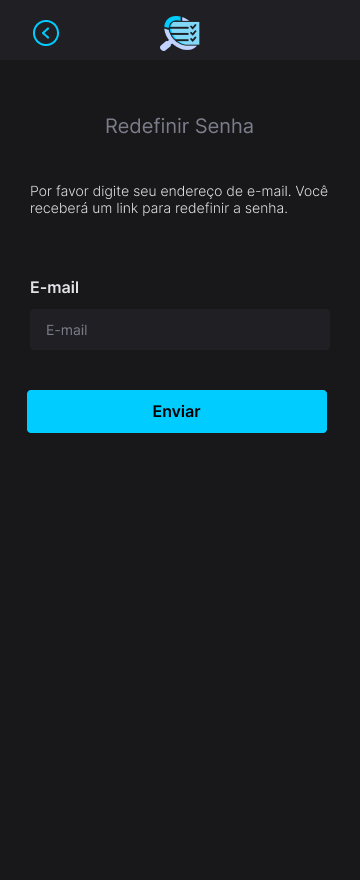 Redefinir Senha
Por favor digite seu endereço de e-mail. Você
receberá um link para redefinir a senha.
E-mail
E-mail
Enviar